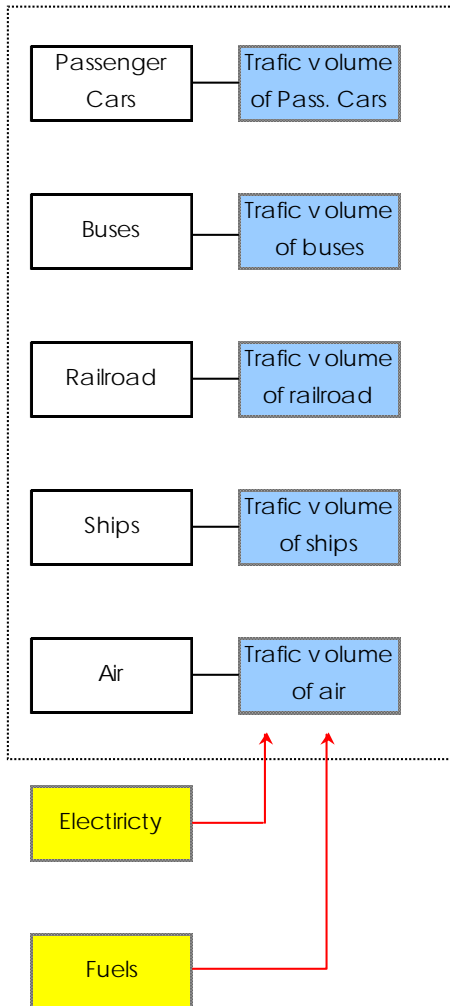 Passenger
Cars
Trafic volume
of Pass. Cars
Buses
Trafic volume
of buses
Railroad
Trafic volume
of railroad
Ships
Trafic volume
of ships
Air
Trafic volume
of air
Electiricty
Fuels